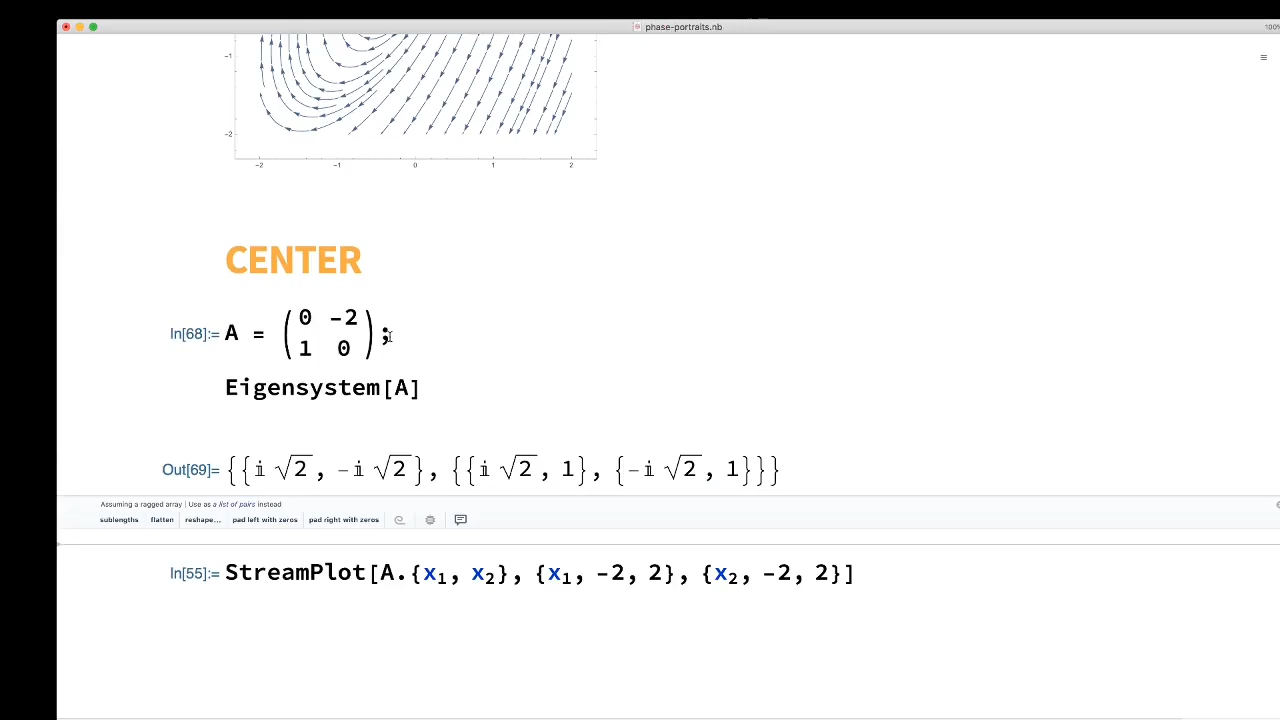 phase-portraits.nb
100%
-1
-2
-2 -1 0 1 2
CENTER
In[68]:= A = ( 0 -2
1 0 );
Eigensystem[A]
Out[69]= {{ⅈ √2, -ⅈ √2}, {{ⅈ √2, 1}, {-ⅈ √2, 1}}}
Assuming a ragged array | Use as a list of pairs instead
sublengths flatten reshape... pad left with zeros pad right with zeros
In[55]:= StreamPlot[A.{x₁, x₂}, {x₁, -2, 2}, {x₂, -2, 2}]